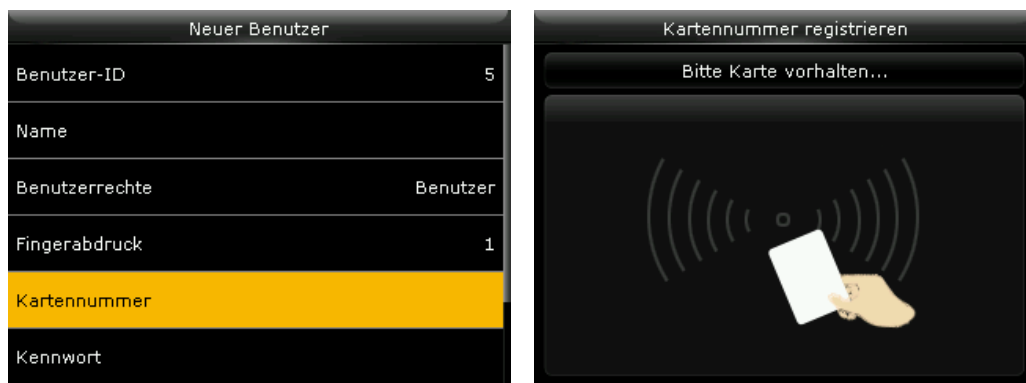 Neuer Benutzer
Benutzer-ID 5
Name
Benutzerrechte Benutzer
Fingerabdruck 1
Kartennummer
Kennwort
Kartennummer registrieren
Bitte Karte vorhalten...